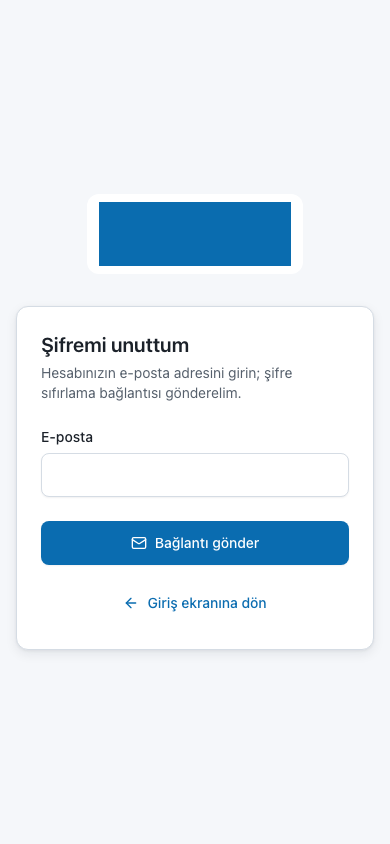 Şifremi unuttum
Hesabınızın e-posta adresini girin; şifre
sıfırlama bağlantısı gönderelim.
E-posta
Bağlantı gönder
Giriş ekranına dön